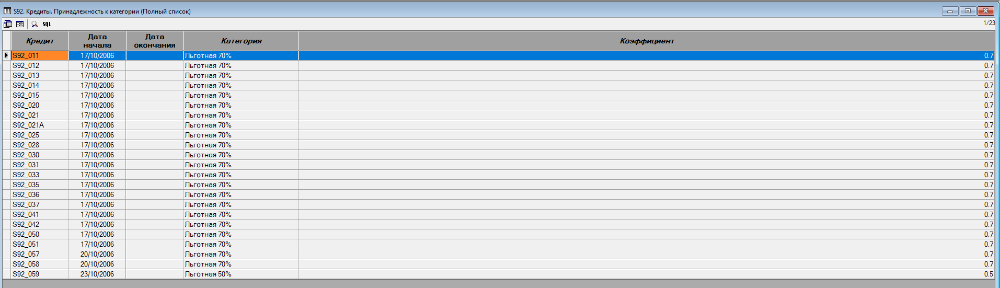 S92. Кредиты. Принадлежность к категории (Полный список)
SQL
1/23
Кредит Дата начала Дата окончания Категория Коэффициент
S92_011 17/10/2006 Льготная 70% 0.7
S92_012 17/10/2006 Льготная 70% 0.7
S92_013 17/10/2006 Льготная 70% 0.7
S92_014 17/10/2006 Льготная 70% 0.7
S92_015 17/10/2006 Льготная 70% 0.7
S92_020 17/10/2006 Льготная 70% 0.7
S92_021 17/10/2006 Льготная 70% 0.7
S92_021A 17/10/2006 Льготная 70% 0.7
S92_025 17/10/2006 Льготная 70% 0.7
S92_028 17/10/2006 Льготная 70% 0.7
S92_030 17/10/2006 Льготная 70% 0.7
S92_031 17/10/2006 Льготная 70% 0.7
S92_033 17/10/2006 Льготная 70% 0.7
S92_035 17/10/2006 Льготная 70% 0.7
S92_036 17/10/2006 Льготная 70% 0.7
S92_037 17/10/2006 Льготная 70% 0.7
S92_041 17/10/2006 Льготная 70% 0.7
S92_042 17/10/2006 Льготная 70% 0.7
S92_050 17/10/2006 Льготная 70% 0.7
S92_051 17/10/2006 Льготная 70% 0.7
S92_057 20/10/2006 Льготная 70% 0.7
S92_058 20/10/2006 Льготная 70% 0.7
S92_059 23/10/2006 Льготная 50% 0.5